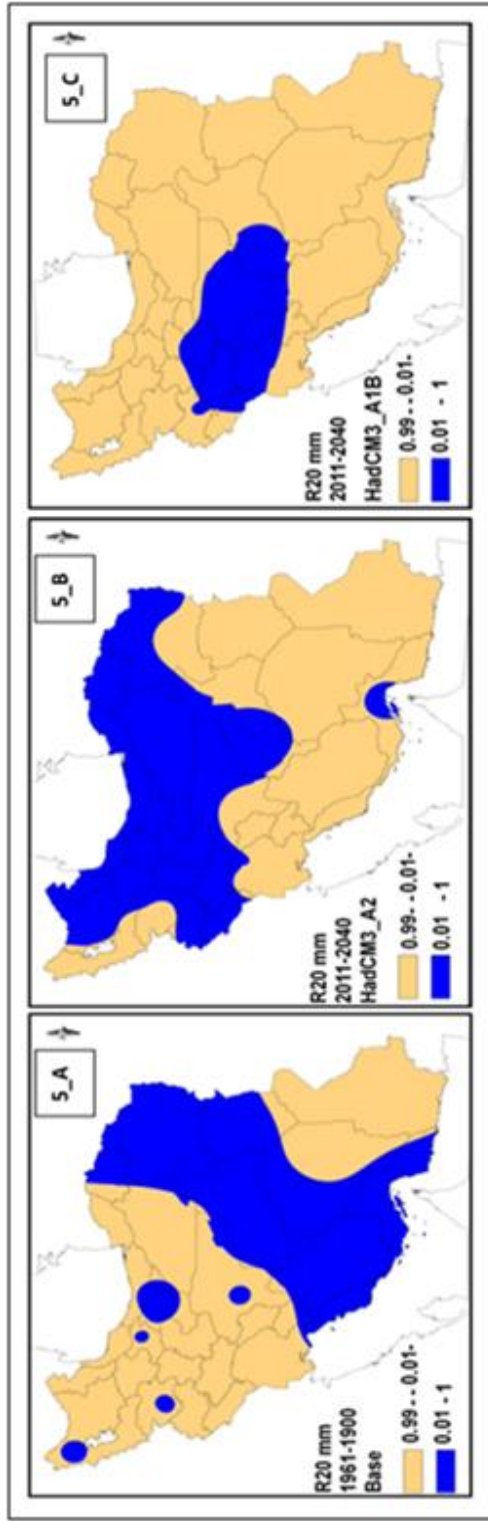 5_A
R20 mm
1961-1900
Base
0.99- - 0.01-
0.01 - 1
5_B
R20 mm
2011-2040
HadCM3_A2
0.99- - 0.01-
0.01 - 1
5_C
R20 mm
2011-2040
HadCM3_A1B
0.99- - 0.01-
0.01 - 1